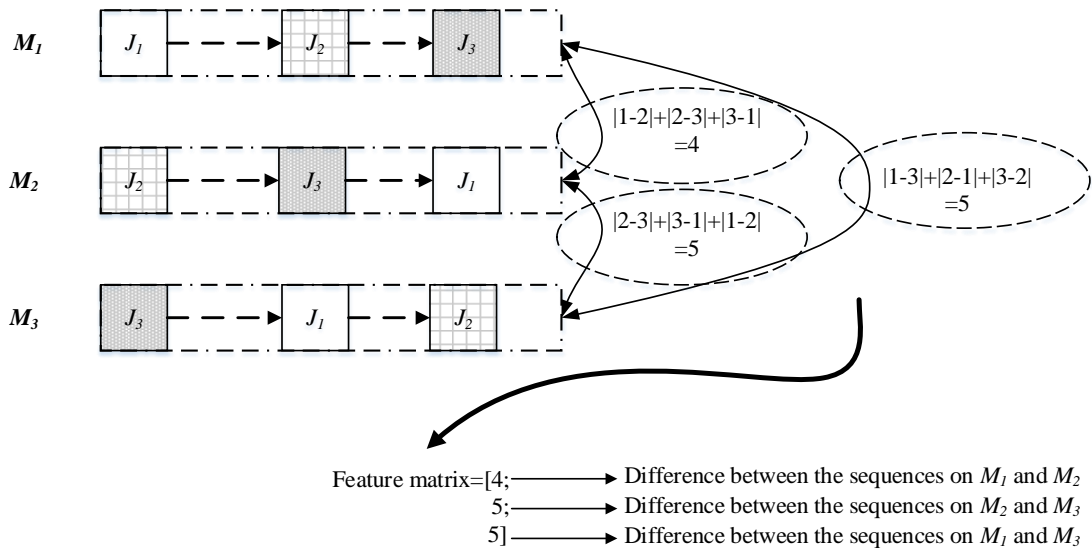 M1 J1 J2 J3
|1-2|+|2-3|+|3-1|
=4
M2 J2 J3 J1
|1-3|+|2-1|+|3-2|
=5
|2-3|+|3-1|+|1-2|
=5
M3 J3 J1 J2
Feature matrix=[4; Difference between the sequences on M1 and M2
5; Difference between the sequences on M2 and M3
5] Difference between the sequences on M1 and M3